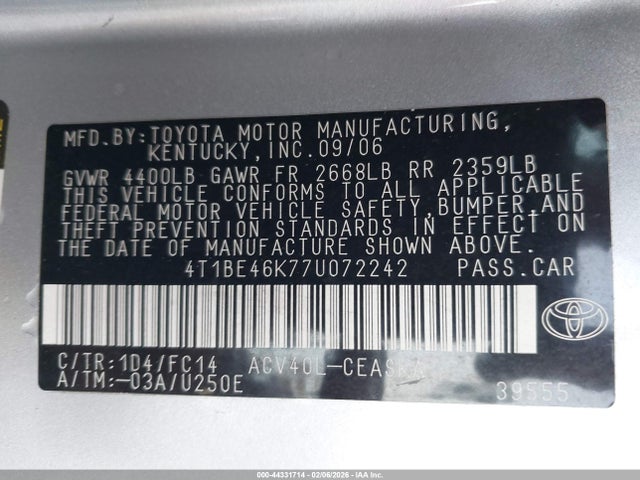 MFD.BY:TOYOTA MOTOR MANUFACTURING,
KENTUCKY,INC.09/06
GVWR 4400LB GAWR FR 2668LB RR 2359LB
THIS VEHICLE CONFORMS TO ALL APPLICABLE
FEDERAL MOTOR VEHICLE SAFETY,BUMPER,AND
THEFT PREVENTION STANDARDS IN EFFECT ON
THE DATE OF MANUFACTURE SHOWN ABOVE.
4T1BE46K77U072242 PASS.CAR
C/TR:1D4/FC14 ACV40L-CEASKA
A/TM:-03A/U250E 39555
000-44331714 - 02/06/2026 - IAA Inc.